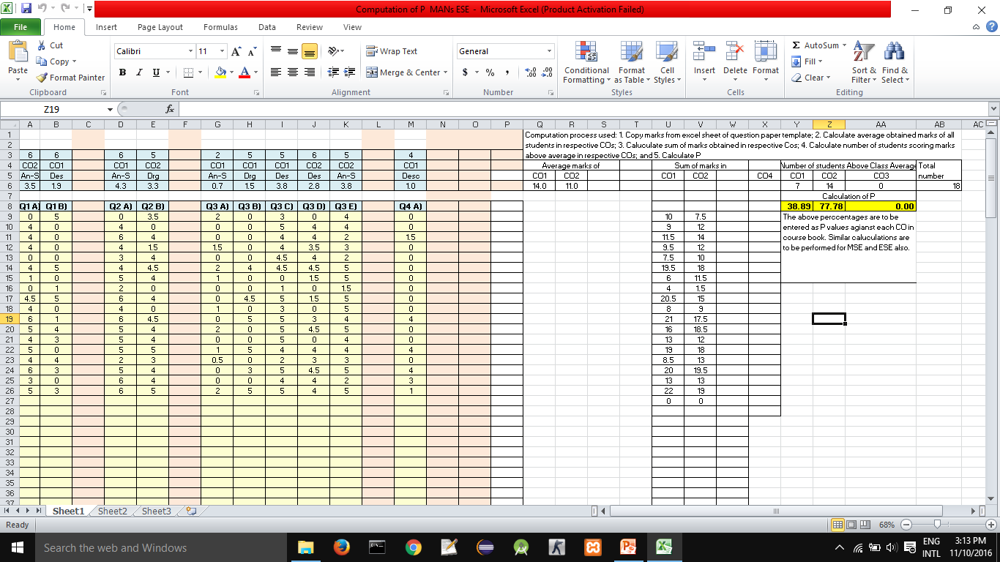 Computation of P MANs ESE - Microsoft Excel (Product Activation Failed)
File Home Insert Page Layout Formulas Data Review View
Paste Cut Copy Format Painter Clipboard
Calibri 11 B I U Font
Wrap Text Merge & Center Alignment
General $ % , Number
Conditional Formatting Format as Table Cell Styles Styles
Insert Delete Format Cells
Σ AutoSum Fill Clear Sort & Filter Find & Select Editing
Z19 fx
A B C D E F G H I J K L M N O P Q R S T U V W X Y Z AA AB AC
1 Computation process used: 1. Copy marks from excel sheet of question paper template; 2. Calculate average obtained marks of all
2 students in respective COs; 3. Caluculate sum of marks obtained in respective Cos; 4. Calculate number of students scoring marks
3 6 6 6 5 2 5 5 6 5 4 above average in respective COs; and 5. Calculate P
4 CO2 CO1 CO1 CO2 CO1 CO1 CO1 CO2 CO2 CO1 Average marks of Sum of marks in Number of students Above Class Average Total
5 An-S Des An-S Drg An-S Drg Des Des An-S Desc CO1 CO2 CO1 CO2 CO4 CO1 CO2 CO3 number
6 3.5 1.9 4.3 3.3 0.7 1.5 3.8 2.8 3.8 1.0 14.0 11.0 7 14 0 18
7 Calculation of P
8 Q1 A) Q1 B) Q2 A) Q2 B) Q3 A) Q3 B) Q3 C) Q3 D) Q3 E) Q4 A) 38.89 77.78 0.00
9 0 5 0 3.5 2 0 3 0 4 0 10 7.5 The above perccentages are to be
10 4 0 4 0 0 0 5 4 4 0 9 12 entered as P values agianst each CO in
11 4 0 6 4 0 0 4 4 2 1.5 11.5 14 course book. Similar caluculations are
12 4 0 4 1.5 1.5 0 4 3.5 3 0 9.5 12 to be performed for MSE and ESE also.
13 0 0 3 4 0 0 4.5 4 2 0 7.5 10
14 4 5 4 4.5 2 4 4.5 4.5 5 0 19.5 18
15 1 0 5 4 1 0 0 1.5 5 0 6 11.5
16 0 1 2 0 0 0 1 0 1.5 0 4 1.5
17 4.5 5 6 4 0 4.5 5 1.5 5 0 20.5 15
18 4 0 4 0 1 0 3 0 5 0 8 9
19 6 1 6 4.5 0 5 5 3 4 4 21 17.5
20 5 4 5 4 2 0 5 4.5 5 0 16 18.5
21 4 3 5 4 0 0 5 0 4 0 13 12
22 5 0 5 5 1 5 4 4 4 4 19 18
23 4 4 2 3 0.5 0 2 3 3 0 8.5 13
24 6 3 5 4 0 3 5 4.5 5 4 20 19.5
25 3 0 6 4 0 0 4 4 2 3 13 13
26 5 3 6 5 2 5 5 4 5 1 22 19
27 0 0
28
29
30
31
32
33
34
35
36
37
Sheet1 Sheet2 Sheet3
Ready 68%
Search the web and Windows ENG 3:13 PM
INTL 11/10/2016